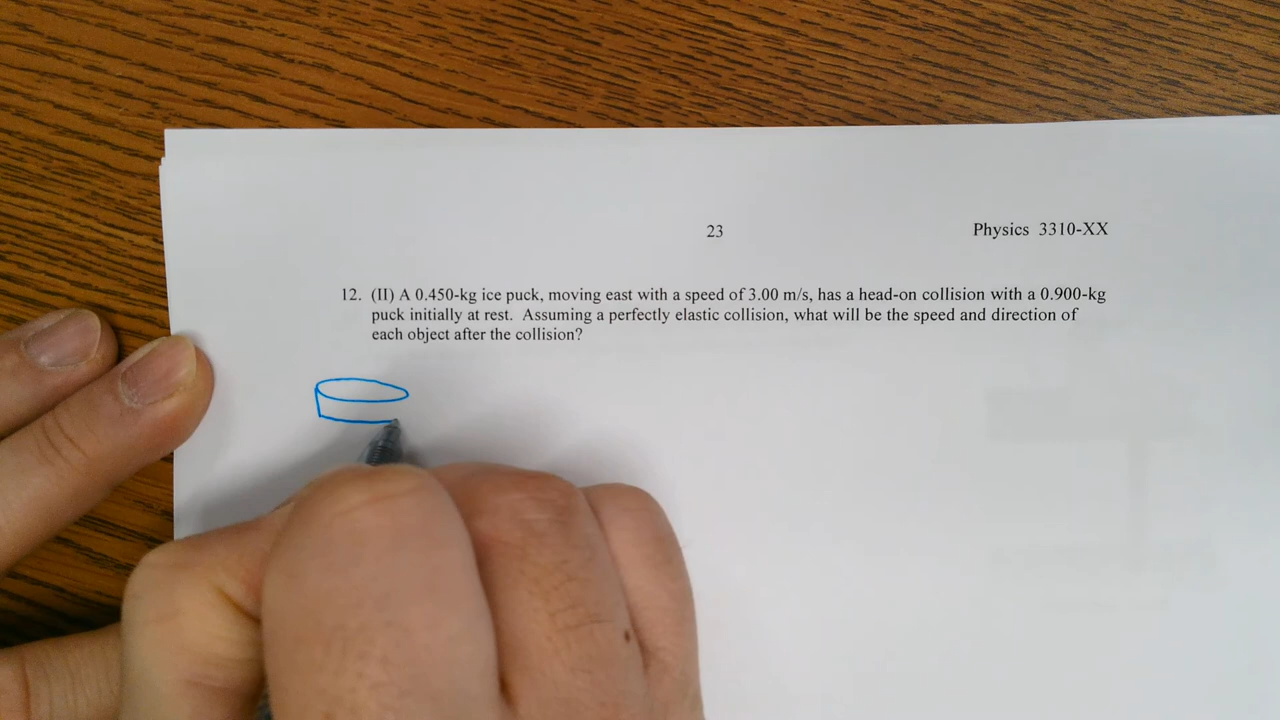 23
Physics 3310-XX
12. (II) A 0.450-kg ice puck, moving east with a speed of 3.00 m/s, has a head-on collision with a 0.900-kg
puck initially at rest. Assuming a perfectly elastic collision, what will be the speed and direction of
each object after the collision?